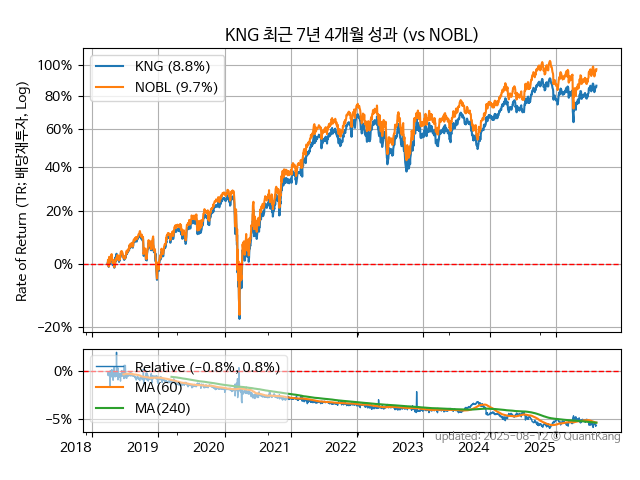 KNG 최근 7년 4개월 성과 (vs NOBL)
Rate of Return (TR: 배당재투자, Log)
100%
80%
60%
40%
20%
0%
−20%
KNG (8.8%)
NOBL (9.7%)
0%
−5%
Relative (−0.8%, 0.8%)
MA(60)
MA(240)
2018 2019 2020 2021 2022 2023 2024 2025
updated: 2025-08-12 @ QuantKang